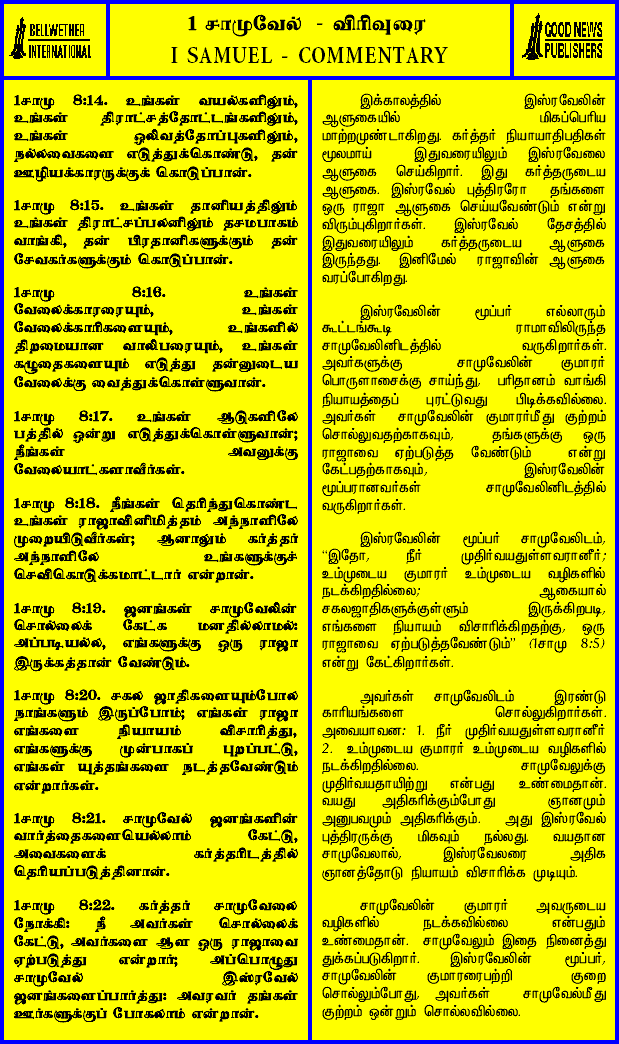 BELLWETHER
INTERNATIONAL
1 சாமுவேல் - விரிவுரை
I SAMUEL - COMMENTARY
GOOD NEWS
PUBLISHERS
1சாமு 8:14. உங்கள் வயல்களிலும்,
உங்கள் திராட்சத்தோட்டங்களிலும்,
உங்கள் ஒலிவத்தோப்புகளிலும்,
நல்லவைகளை எடுத்துக்கொண்டு, தன்
ஊழியக்காரருக்குக் கொடுப்பான்.
1சாமு 8:15. உங்கள் தானியத்திலும்
உங்கள் திராட்சப்பலனிலும் தசமபாகம்
வாங்கி, தன் பிரதானிகளுக்கும் தன்
சேவகர்களுக்கும் கொடுப்பான்.
1சாமு 8:16. உங்கள்
வேலைக்காரரையும், உங்கள்
வேலைக்காரிகளையும், உங்களில்
திறமையான வாலிபரையும், உங்கள்
கழுதைகளையும் எடுத்து தன்னுடைய
வேலைக்கு வைத்துக்கொள்ளுவான்.
1சாமு 8:17. உங்கள் ஆடுகளிலே
பத்தில் ஒன்று எடுத்துக்கொள்ளுவான்;
நீங்கள் அவனுக்கு
வேலையாட்களாவீர்கள்.
1சாமு 8:18. நீங்கள் தெரிந்துகொண்ட
உங்கள் ராஜாவினிமித்தம் அந்நாளிலே
முறையிடுவீர்கள்; ஆனாலும் கர்த்தர்
அந்நாளிலே உங்களுக்குச்
செவிகொடுக்கமாட்டார் என்றான்.
1சாமு 8:19. ஜனங்கள் சாமுவேலின்
சொல்லைக் கேட்க மனதில்லாமல்:
அப்படியல்ல, எங்களுக்கு ஒரு ராஜா
இருக்கத்தான் வேண்டும்.
1சாமு 8:20. சகல ஜாதிகளையும்போல
நாங்களும் இருப்போம்; எங்கள் ராஜா
எங்களை நியாயம் விசாரித்து,
எங்களுக்கு முன்பாகப் புறப்பட்டு,
எங்கள் யுத்தங்களை நடத்தவேண்டும்
என்றார்கள்.
1சாமு 8:21. சாமுவேல் ஜனங்களின்
வார்த்தைகளையெல்லாம் கேட்டு,
அவைகளைக் கர்த்தரிடத்தில்
தெரியப்படுத்தினான்.
1சாமு 8:22. கர்த்தர் சாமுவேலை
நோக்கி: நீ அவர்கள் சொல்லைக்
கேட்டு, அவர்களை ஆள ஒரு ராஜாவை
ஏற்படுத்து என்றார்; அப்பொழுது
சாமுவேல் இஸ்ரவேல்
ஜனங்களைப்பார்த்து: அவரவர் தங்கள்
ஊர்களுக்குப் போகலாம் என்றான்.
இக்காலத்தில் இஸ்ரவேலின்
ஆளுகையில் மிகப்பெரிய
மாற்றமுண்டாகிறது. கர்த்தர் நியாயாதிபதிகள்
மூலமாய் இதுவரையிலும் இஸ்ரவேலை
ஆளுகை செய்கிறார். இது கர்த்தருடைய
ஆளுகை. இஸ்ரவேல் புத்திரரோ தங்களை
ஒரு ராஜா ஆளுகை செய்யவேண்டும் என்று
விரும்புகிறார்கள். இஸ்ரவேல் தேசத்தில்
இதுவரையிலும் கர்த்தருடைய ஆளுகை
இருந்தது. இனிமேல் ராஜாவின் ஆளுகை
வரப்போகிறது.
இஸ்ரவேலின் மூப்பர் எல்லாரும்
கூட்டங்கூடி ராமாவிலிருந்த
சாமுவேலினிடத்தில் வருகிறார்கள்.
அவர்களுக்கு சாமுவேலின் குமாரர்
பொருளாசைக்கு சாய்ந்து, பரிதானம் வாங்கி
நியாயத்தைப் புரட்டுவது பிடிக்கவில்லை.
அவர்கள் சாமுவேலின் குமாரர்மீது குற்றம்
சொல்லுவதற்காகவும், தங்களுக்கு ஒரு
ராஜாவை ஏற்படுத்த வேண்டும் என்று
கேட்பதற்காகவும், இஸ்ரவேலின்
மூப்பரானவர்கள் சாமுவேலினிடத்தில்
வருகிறார்கள்.
இஸ்ரவேலின் மூப்பர் சாமுவேலிடம்,
"இதோ, நீர் முதிர்வயதுள்ளவரானீர்;
உம்முடைய குமாரர் உம்முடைய வழிகளில்
நடக்கிறதில்லை; ஆகையால்
சகலஜாதிகளுக்குள்ளும் இருக்கிறபடி,
எங்களை நியாயம் விசாரிக்கிறதற்கு, ஒரு
ராஜாவை ஏற்படுத்தவேண்டும்" (1சாமு 8:5)
என்று கேட்கிறார்கள்.
அவர்கள் சாமுவேலிடம் இரண்டு
காரியங்களை சொல்லுகிறார்கள்.
அவையாவன: 1. நீர் முதிர்வயதுள்ளவரானீர்
2. உம்முடைய குமாரர் உம்முடைய வழிகளில்
நடக்கிறதில்லை. சாமுவேலுக்கு
முதிர்வயதாயிற்று என்பது உண்மைதான்.
வயது அதிகரிக்கும்போது ஞானமும்
அனுபவமும் அதிகரிக்கும். அது இஸ்ரவேல்
புத்திரருக்கு மிகவும் நல்லது. வயதான
சாமுவேலால், இஸ்ரவேலரை அதிக
ஞானத்தோடு நியாயம் விசாரிக்க முடியும்.
சாமுவேலின் குமாரர் அவருடைய
வழிகளில் நடக்கவில்லை என்பதும்
உண்மைதான். சாமுவேலும் இதை நினைத்து
துக்கப்படுகிறார். இஸ்ரவேலின் மூப்பர்,
சாமுவேலின் குமாரரைபற்றி குறை
சொல்லும்போது, அவர்கள் சாமுவேல்மீது
குற்றம் ஒன்றும் சொல்லவில்லை.